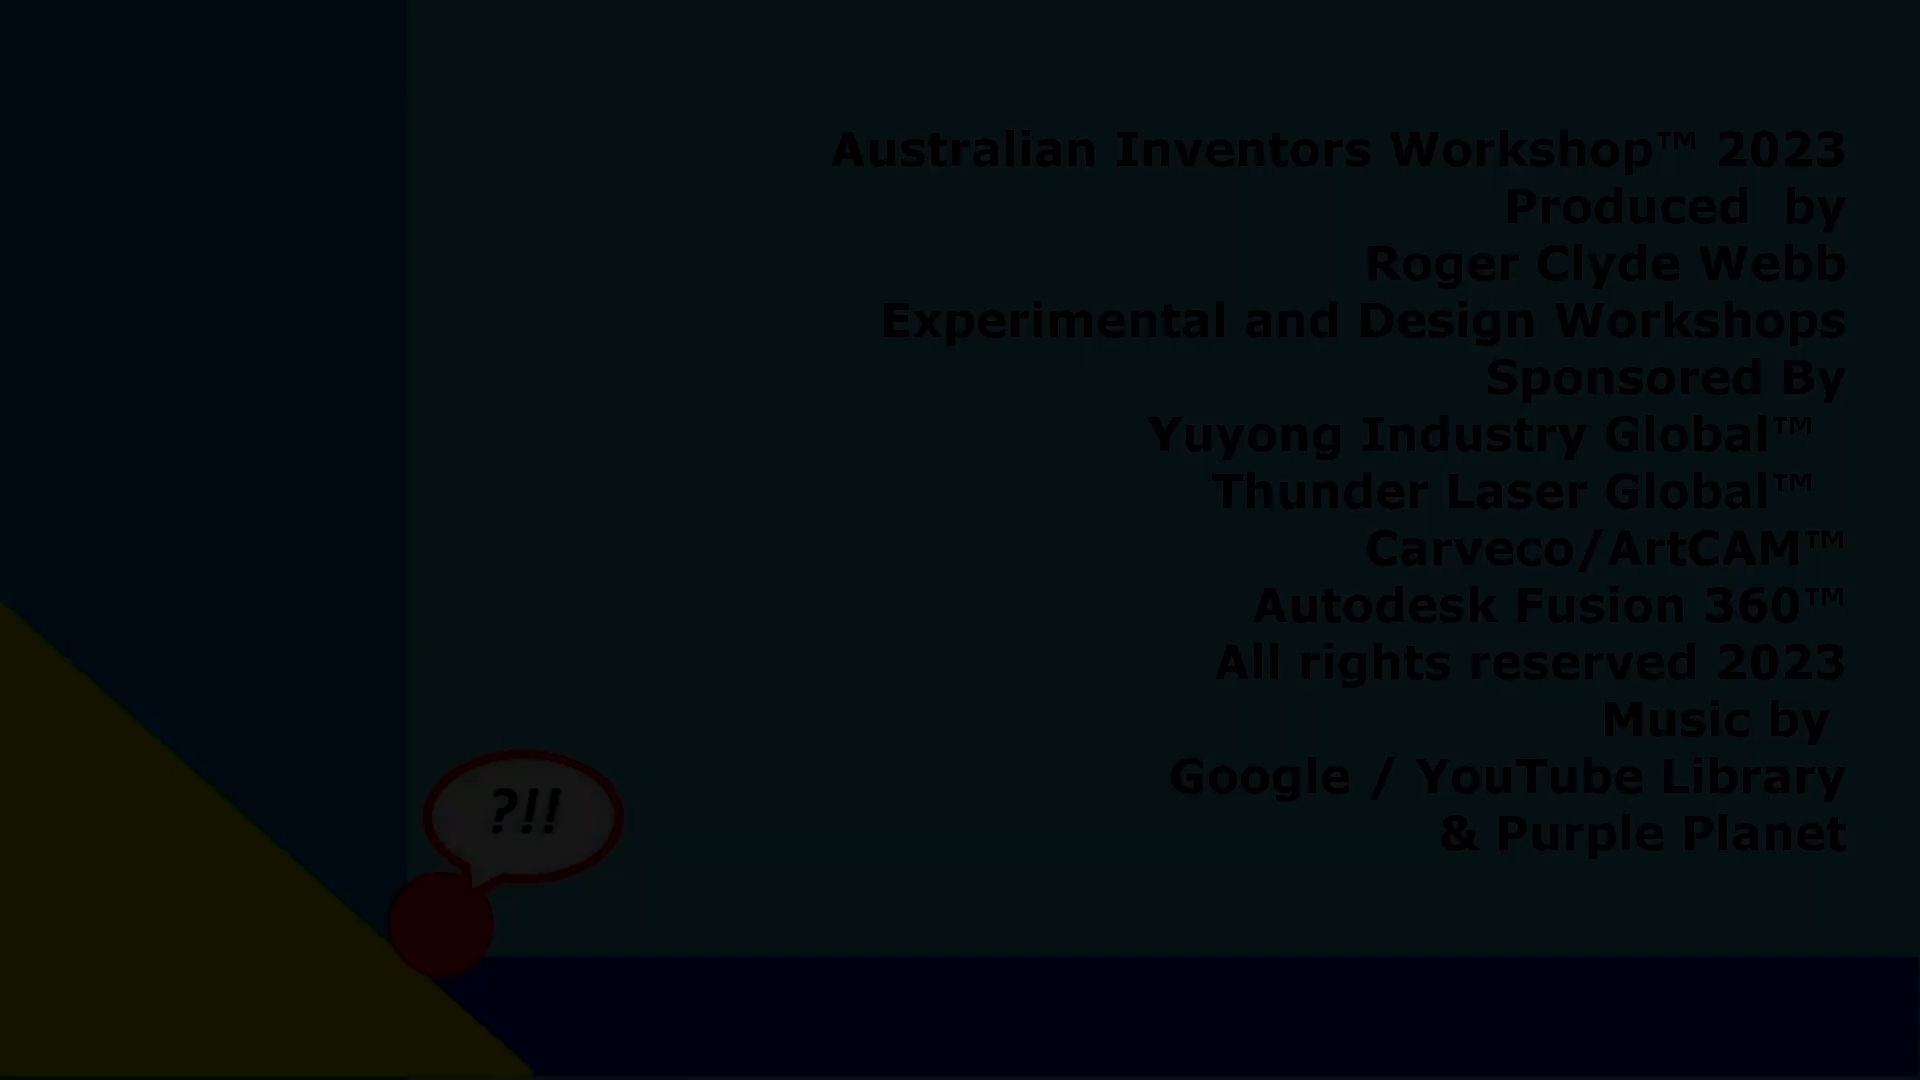 Australian Inventors Workshop™ 2023
Produced  by
Roger Clyde Webb
Experimental and Design Workshops
Sponsored By
Yuyong Industry Global™
Thunder Laser Global™
Carveco/ArtCAM™
Autodesk Fusion 360™
All rights reserved 2023
Music by
Google / YouTube Library
& Purple Planet
?!!